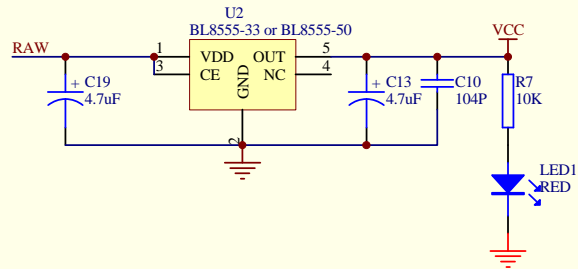 U2
BL8555-33 or BL8555-50
VCC
RAW
1
VDD
OUT
5
3
CE
NC
4
GND
2
C19
4.7uF
C13
4.7uF
C10
104P
R7
10K
LED1
RED